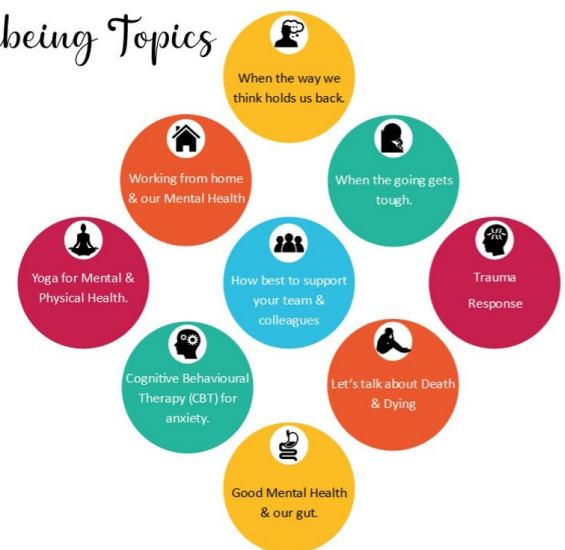 being Topics
When the way we
think holds us back.
Working from home
& our Mental Health
When the going gets
tough.
Yoga for Mental &
Physical Health.
How best to support
your team &
colleagues
Trauma
Response
Cognitive Behavioural
Therapy (CBT) for
anxiety.
Let's talk about Death
& Dying
Good Mental Health
& our gut.